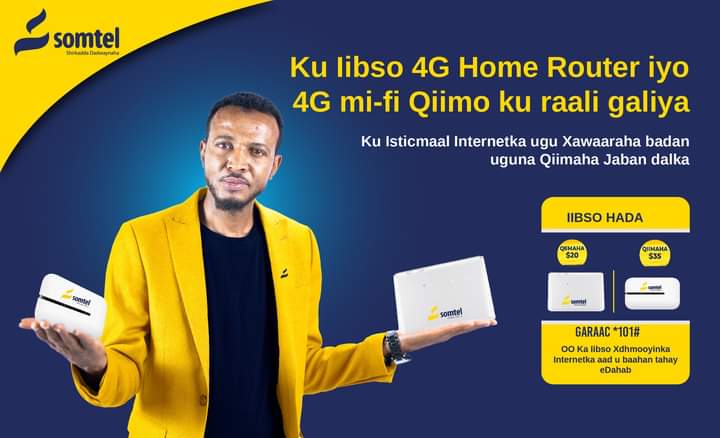 somtel
Shirkadda Dadwaynaha
Ku Iibso 4G Home Router iyo
4G mi-fi Qiimo ku raali galiya
Ku Isticmaal Internetka ugu Xawaaraha badan
uguna Qiimaha Jaban dalka
IIBSO HADA
QEMAHA
$20
QIIMAHA
$35
somtel
somtel
somtel
somtel
GARAAC *101#
OO Ka Iibso Xdhmooyinka
Internetka aad u baahan tahay
eDahab